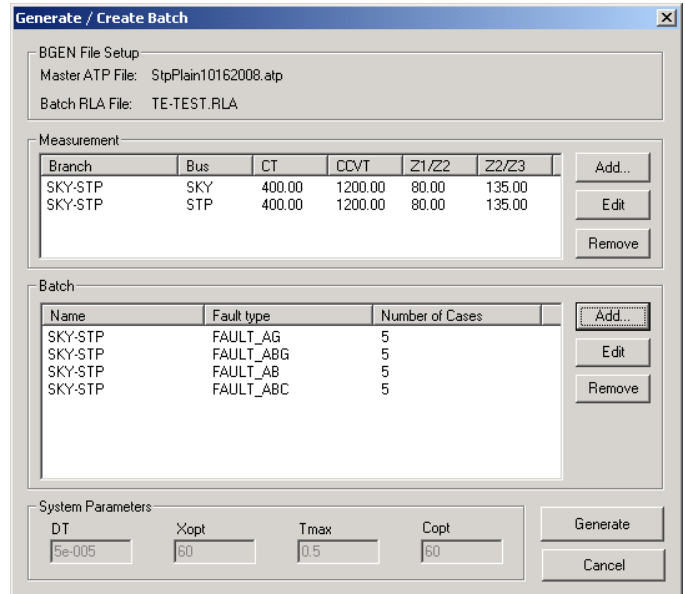 Generate / Create Batch
BGEN File Setup
Master ATP File: StpPlain10162008.atp
Batch RLA File: TE-TEST.RLA
Measurement
Branch Bus CT CCVT Z1/Z2 Z2/Z3
SKY-STP SKY 400.00 1200.00 80.00 135.00
SKY-STP STP 400.00 1200.00 80.00 135.00
Add...
Edit
Remove
Batch
Name Fault type Number of Cases
SKY-STP FAULT_AG 5
SKY-STP FAULT_ABG 5
SKY-STP FAULT_AB 5
SKY-STP FAULT_ABC 5
Add...
Edit
Remove
System Parameters
DT Xopt Tmax Copt
5e-005 60 0.5 60
Generate
Cancel